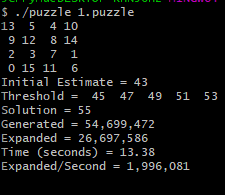 $ ./puzzle 1.puzzle
13 5 4 10
9 12 8 14
2 3 7 1
0 15 11 6
Initial Estimate = 43
Threshold = 45 47 49 51 53
Solution = 55
Generated = 54,699,472
Expanded = 26,697,586
Time (seconds) = 13.38
Expanded/Second = 1,996,081